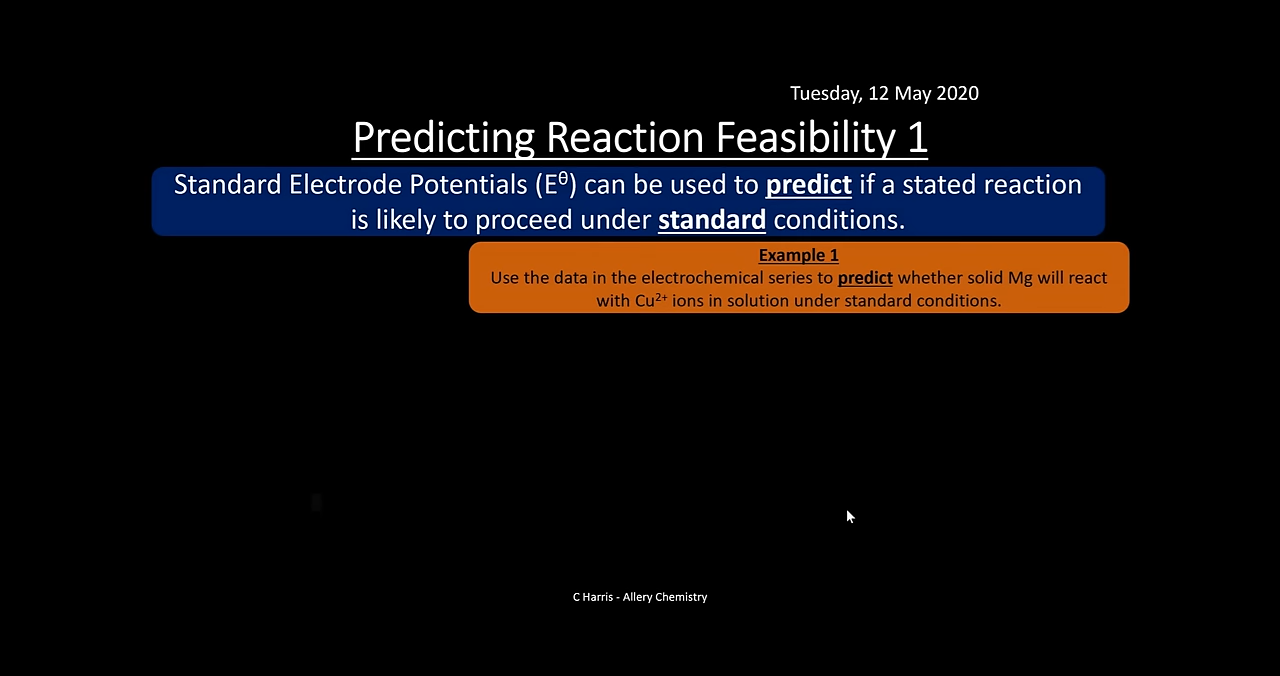 Tuesday, 12 May 2020
Predicting Reaction Feasibility 1
Standard Electrode Potentials (Eᶿ) can be used to predict if a stated reaction
is likely to proceed under standard conditions.
Example 1
Use the data in the electrochemical series to predict whether solid Mg will react
with Cu²⁺ ions in solution under standard conditions.
C Harris - Allery Chemistry